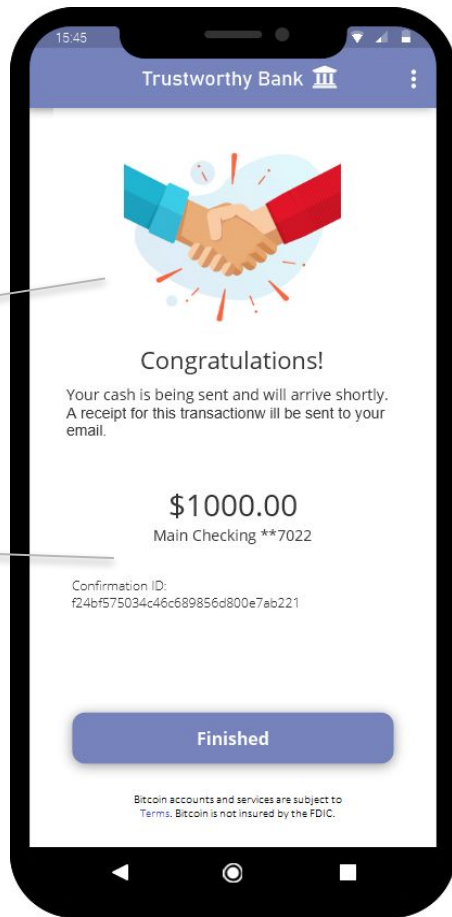 15:45
Trustworthy Bank
Congratulations!
Your cash is being sent and will arrive shortly.
A receipt for this transactionw ill be sent to your
email.
$1000.00
Main Checking **7022
Confirmation ID:
f24bf575034c46c689856d800e7ab221
Finished
Bitcoin accounts and services are subject to
Terms. Bitcoin is not insured by the FDIC.